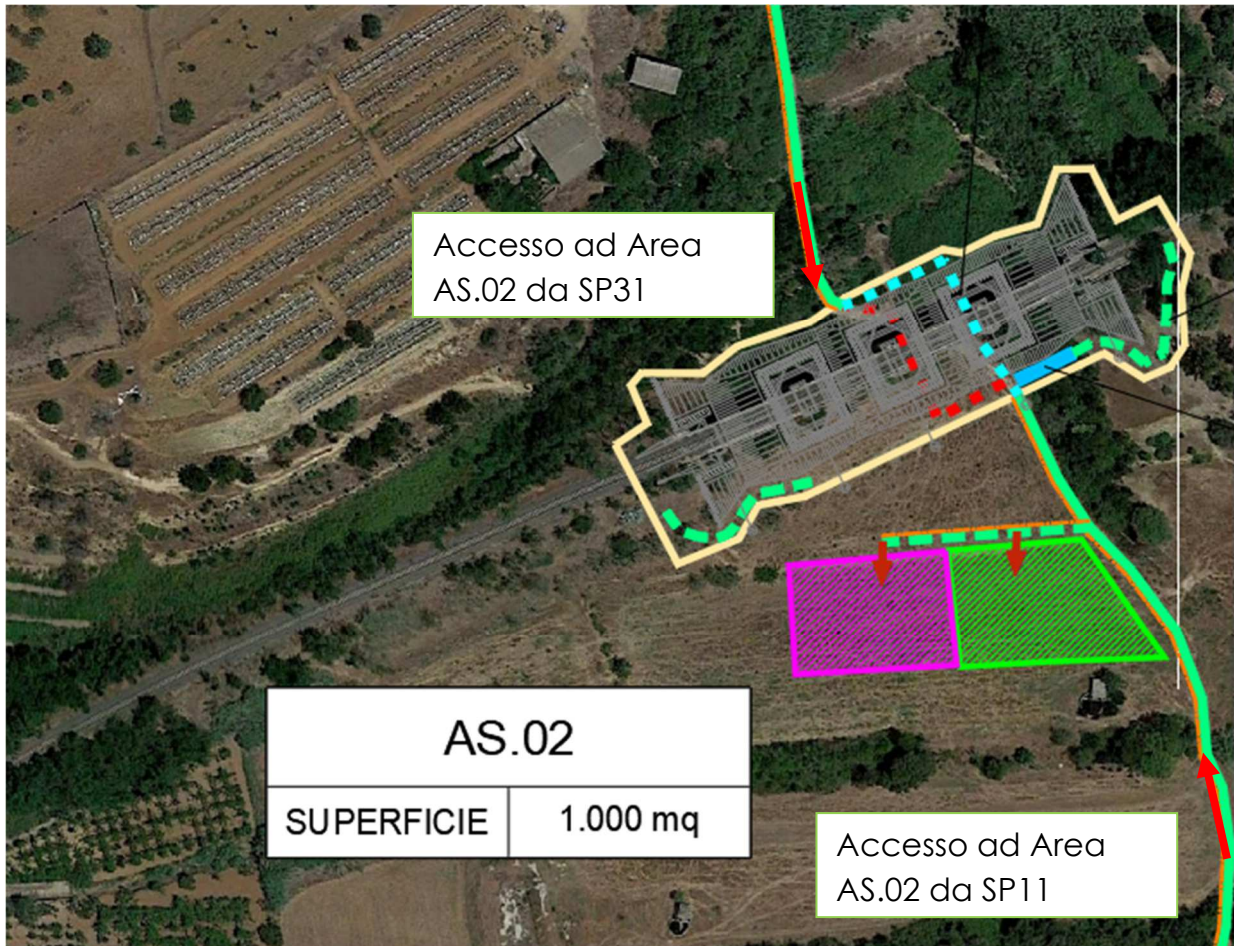 Accesso ad Area
AS.02 da SP31
AS.02
SUPERFICIE 1.000 mq
Accesso ad Area
AS.02 da SP11